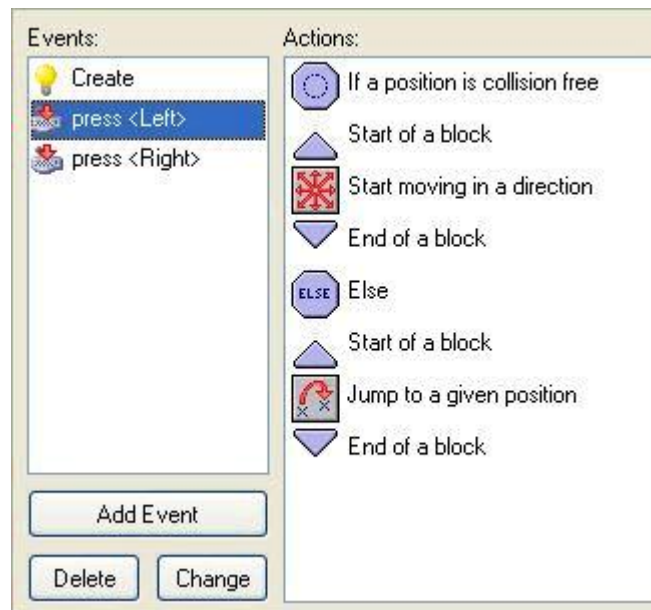 Events:
Create
press <Left>
press <Right>
Add Event
Delete
Change
Actions:
If a position is collision free
Start of a block
Start moving in a direction
End of a block
ELSE
Else
Start of a block
Jump to a given position
End of a block